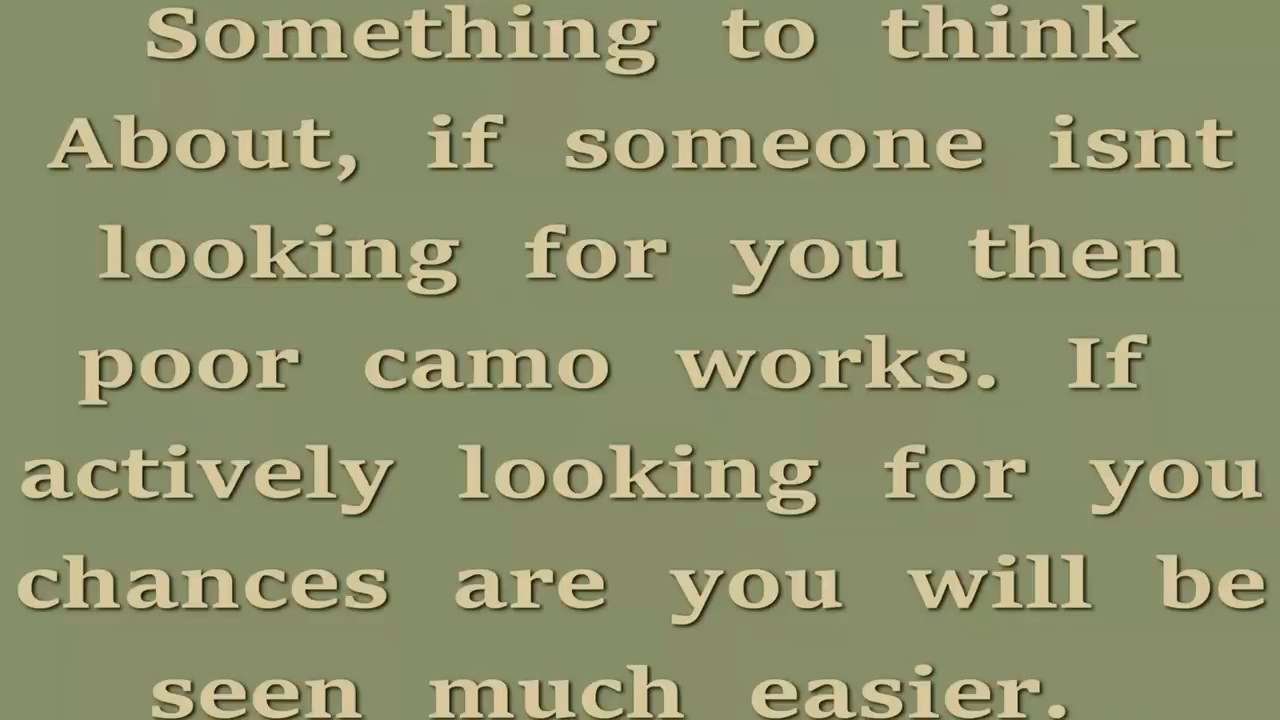 Something to think
About, if someone isnt
looking for you then
poor camo works. If
actively looking for you
chances are you will be
seen much easier.